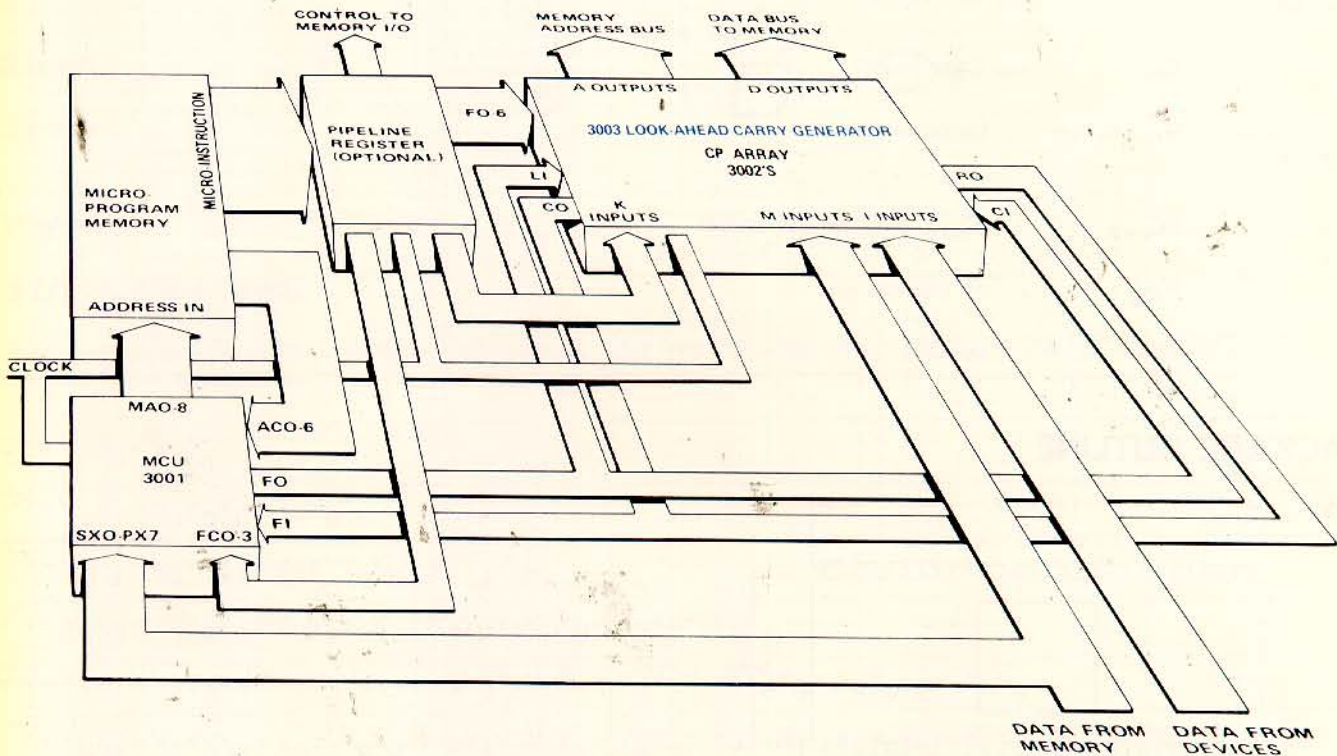 CONTROL TO
MEMORY I/O
MEMORY
ADDRESS BUS
DATA BUS
TO MEMORY
MICRO-INSTRUCTION
MICRO-
PROGRAM
MEMORY
ADDRESS IN
PIPELINE
REGISTER
(OPTIONAL)
FO-6
A OUTPUTS
D OUTPUTS
3003 LOOK-AHEAD CARRY GENERATOR
CP ARRAY
3002'S
LI
CO
K
INPUTS
M INPUTS
I INPUTS
RO
CI
CLOCK
MAO-8
ACO-6
MCU
3001
FO
FI
SXO-PX7
FCO-3
DATA FROM
MEMORY
DATA FROM
DEVICES